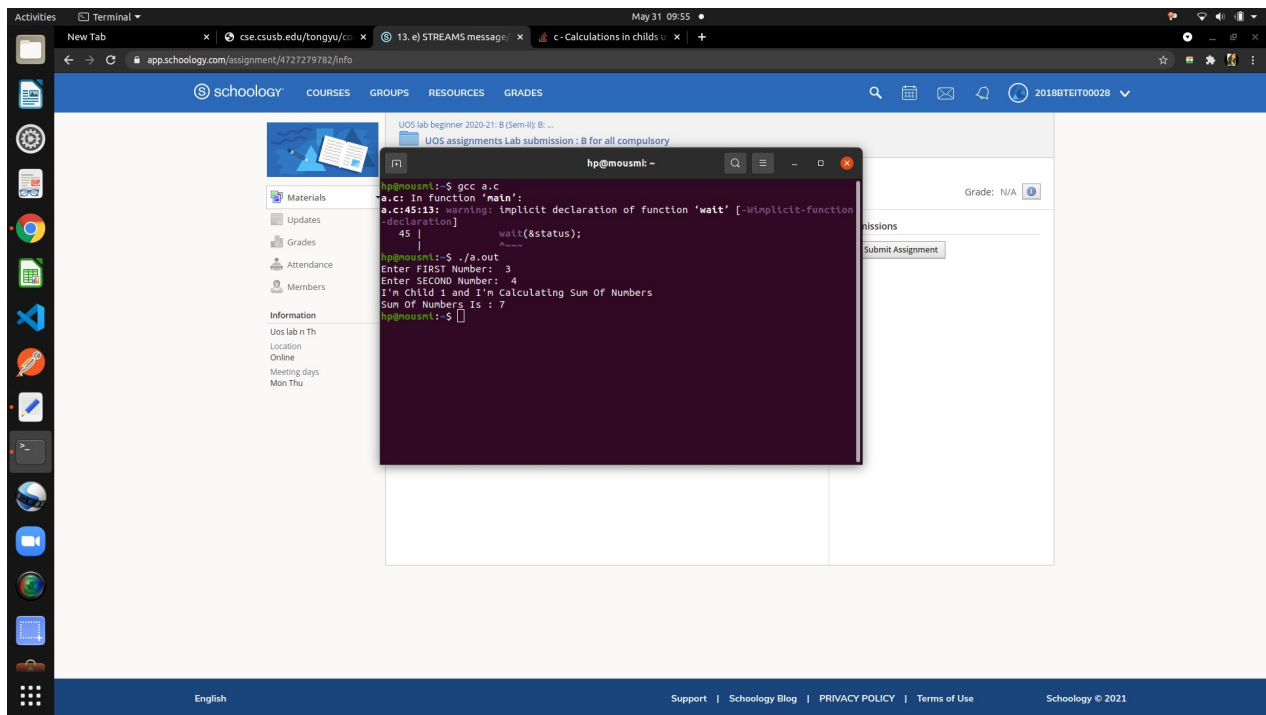 Activities
Terminal
May 31 09:55
New Tab
cse.csusb.edu/tongyu/co
13. e) STREAMS message/
c - Calculations in childs u
app.schoology.com/assignment/4727279782/info
schoology
COURSES
GROUPS
RESOURCES
GRADES
2018BTEIT00028
UOS lab beginner 2020-21: B (Sem-II): B: ...
UOS assignments Lab submission : B for all compulsory
Materials
Updates
Grades
Attendance
Members
Information
Uos lab n Th
Location
Online
Meeting days
Mon Thu
hp@mousmi: ~
hp@mousmi:~$ gcc a.c
a.c: In function ‘main’:
a.c:45:13: warning: implicit declaration of function ‘wait’ [-Wimplicit-function
-declaration]
45 | wait(&status);
| ^~~~
hp@mousmi:~$ ./a.out
Enter FIRST Number: 3
Enter SECOND Number: 4
I'm Child 1 and I'm Calculating Sum Of Numbers
Sum Of Numbers Is : 7
hp@mousmi:~$
Grade: N/A
missions
Submit Assignment
English
Support | Schoology Blog | PRIVACY POLICY | Terms of Use
Schoology © 2021